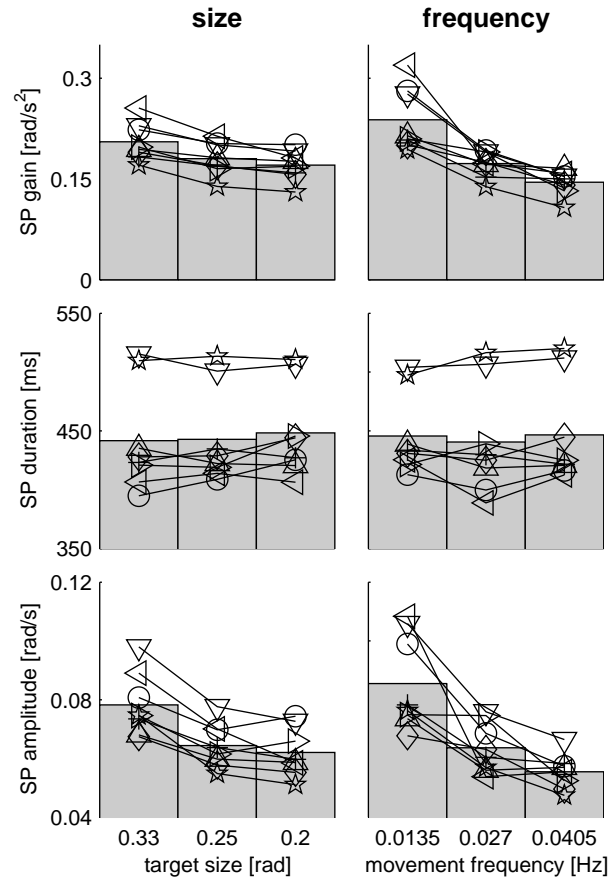 size frequency
SP gain [rad/s²]
0.3
0.15
0
SP duration [ms]
550
450
350
SP amplitude [rad/s]
0.12
0.08
0.04
0.33 0.25 0.2 0.0135 0.027 0.0405
target size [rad] movement frequency [Hz]